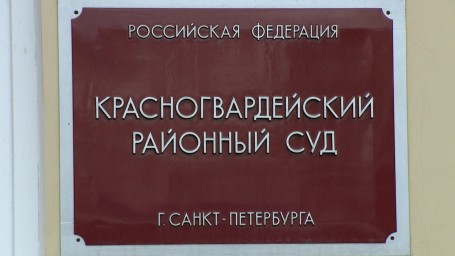 РОССИЙСКАЯ ФЕДЕРАЦИЯ
КРАСНОГВАРДЕЙСКИЙ
РАЙОННЫЙ СУД
Г. САНКТ-ПЕТЕРБУРГА